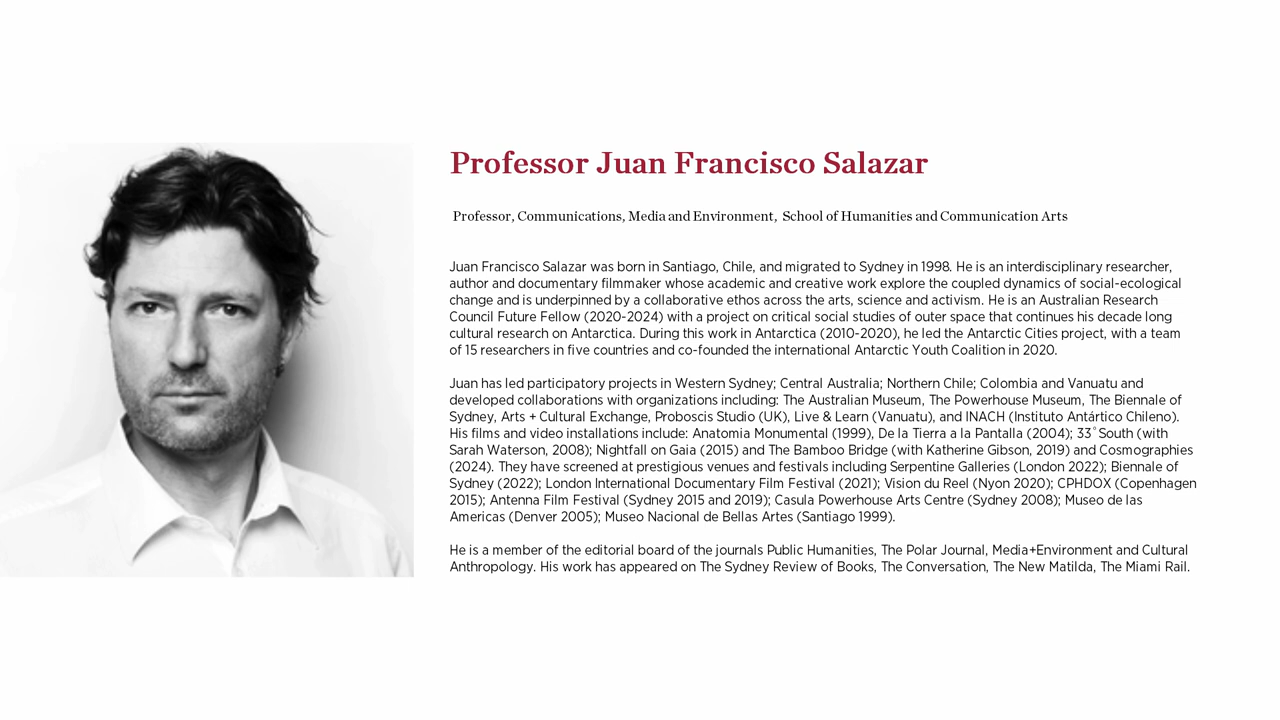 Professor Juan Francisco Salazar
Professor, Communications, Media and Environment, School of Humanities and Communication Arts
Juan Francisco Salazar was born in Santiago, Chile, and migrated to Sydney in 1998. He is an interdisciplinary researcher,
author and documentary filmmaker whose academic and creative work explore the coupled dynamics of social-ecological
change and is underpinned by a collaborative ethos across the arts, science and activism. He is an Australian Research
Council Future Fellow (2020-2024) with a project on critical social studies of outer space that continues his decade long
cultural research on Antarctica. During this work in Antarctica (2010-2020), he led the Antarctic Cities project, with a team
of 15 researchers in five countries and co-founded the international Antarctic Youth Coalition in 2020.
Juan has led participatory projects in Western Sydney; Central Australia; Northern Chile; Colombia and Vanuatu and
developed collaborations with organizations including: The Australian Museum, The Powerhouse Museum, The Biennale of
Sydney, Arts + Cultural Exchange, Proboscis Studio (UK), Live & Learn (Vanuatu), and INACH (Instituto Antártico Chileno).
His films and video installations include: Anatomia Monumental (1999), De la Tierra a la Pantalla (2004); 33˚South (with
Sarah Waterson, 2008); Nightfall on Gaia (2015) and The Bamboo Bridge (with Katherine Gibson, 2019) and Cosmographies
(2024). They have screened at prestigious venues and festivals including Serpentine Galleries (London 2022); Biennale of
Sydney (2022); London International Documentary Film Festival (2021); Vision du Reel (Nyon 2020); CPHDOX (Copenhagen
2015); Antenna Film Festival (Sydney 2015 and 2019); Casula Powerhouse Arts Centre (Sydney 2008); Museo de las
Americas (Denver 2005); Museo Nacional de Bellas Artes (Santiago 1999).
He is a member of the editorial board of the journals Public Humanities, The Polar Journal, Media+Environment and Cultural
Anthropology. His work has appeared on The Sydney Review of Books, The Conversation, The New Matilda, The Miami Rail.